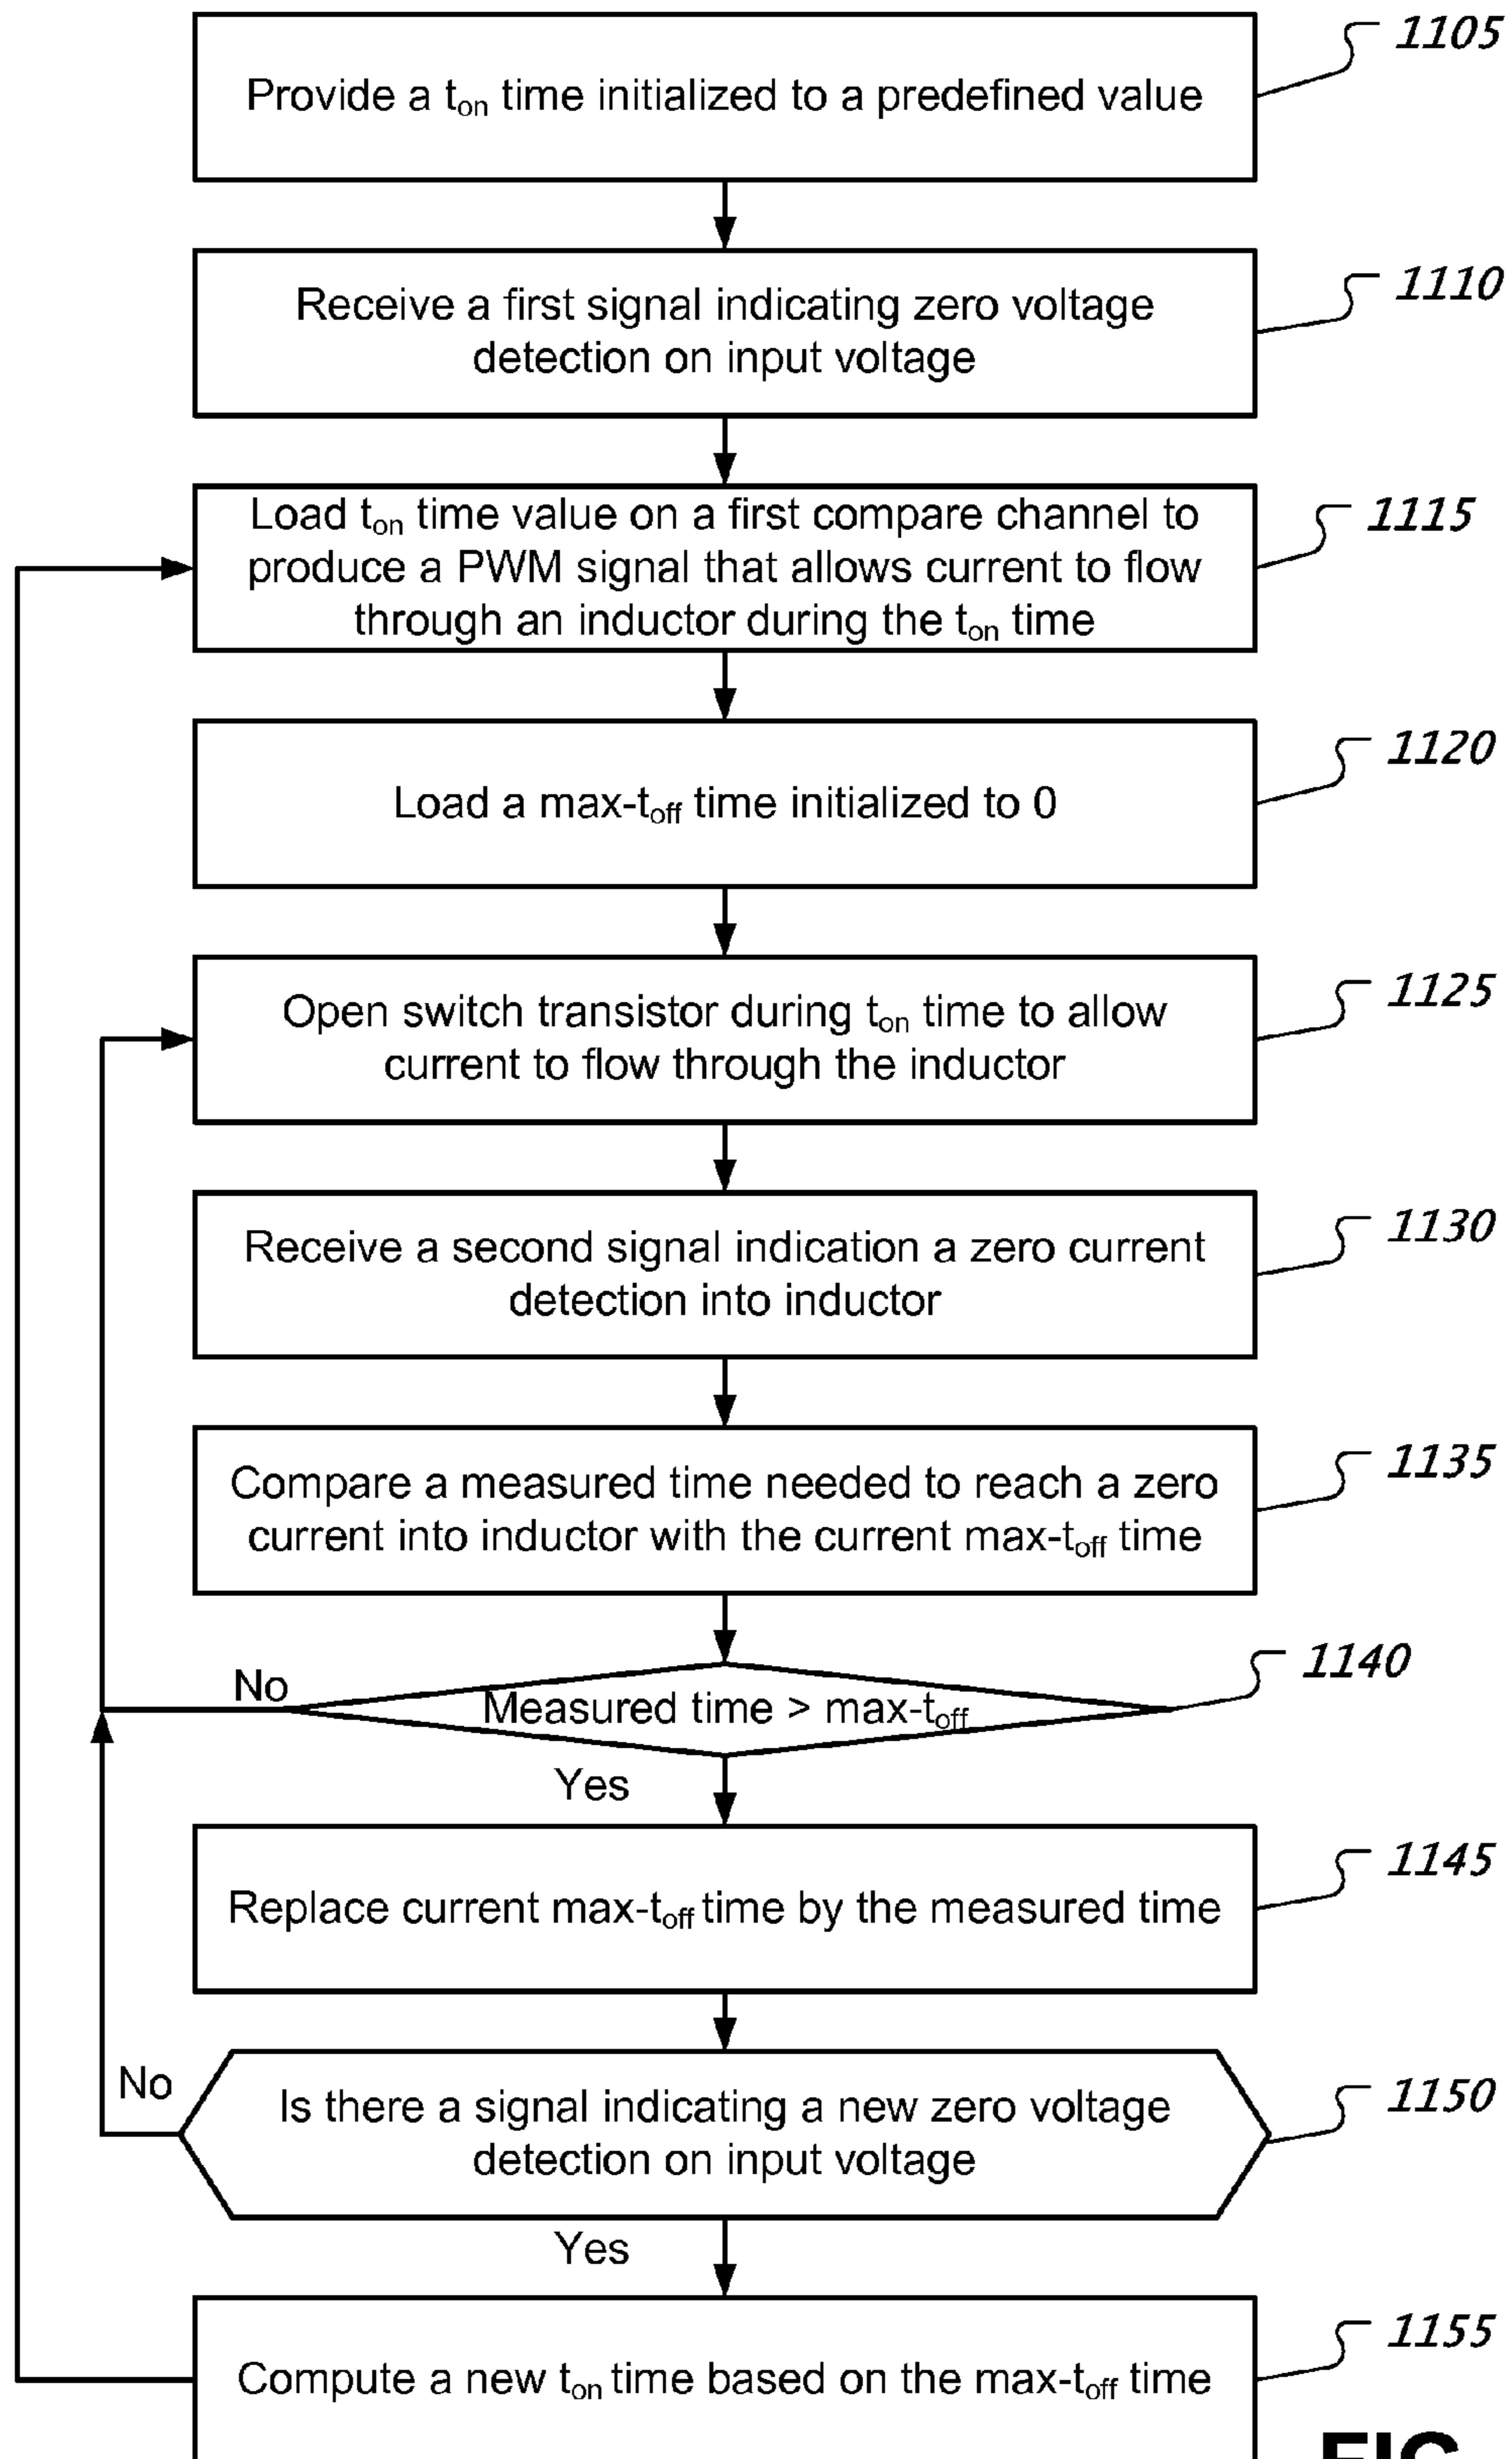 1105
Provide a ton time initialized to a predefined value
1110
Receive a first signal indicating zero voltage
detection on input voltage
1115
Load ton time value on a first compare channel to
produce a PWM signal that allows current to flow
through an inductor during the ton time
1120
Load a max-toff time initialized to 0
1125
Open switch transistor during ton time to allow
current to flow through the inductor
1130
Receive a second signal indication a zero current
detection into inductor
1135
Compare a measured time needed to reach a zero
current into inductor with the current max-toff time
1140
No
Measured time > max-toff
Yes
1145
Replace current max-toff time by the measured time
No
1150
Is there a signal indicating a new zero voltage
detection on input voltage
Yes
1155
Compute a new ton time based on the max-toff time
FIG